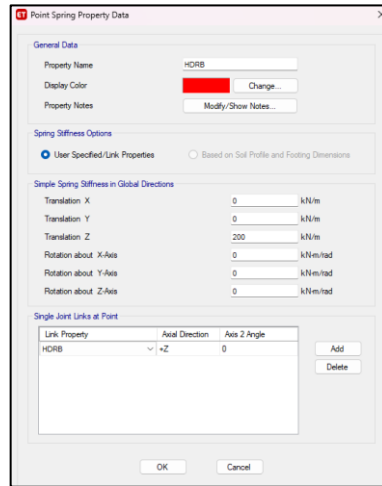 ET Point Spring Property Data
General Data
Property Name HDRB
Display Color Change...
Property Notes Modify/Show Notes...
Spring Stiffness Options
User Specified/Link Properties Based on Soil Profile and Footing Dimensions
Simple Spring Stiffness in Global Directions
Translation X 0 kN/m
Translation Y 0 kN/m
Translation Z 200 kN/m
Rotation about X-Axis 0 kN-m/rad
Rotation about Y-Axis 0 kN-m/rad
Rotation about Z-Axis 0 kN-m/rad
Single Joint Links at Point
Link Property Axial Direction Axis 2 Angle
HDRB +Z 0
Add
Delete
OK Cancel